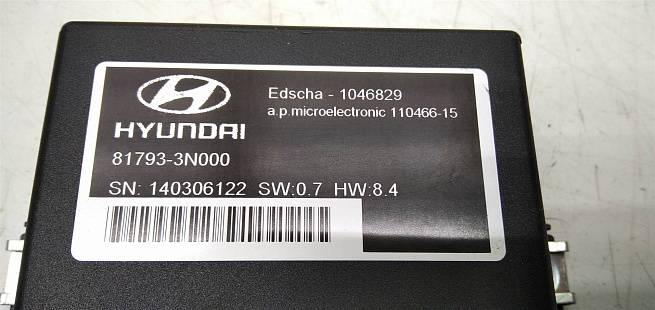 Edscha - 1046829
a.p.microelectronic 110466-15
HYUNDAI
81793-3N000
SN: 140306122 SW:0.7 HW:8.4